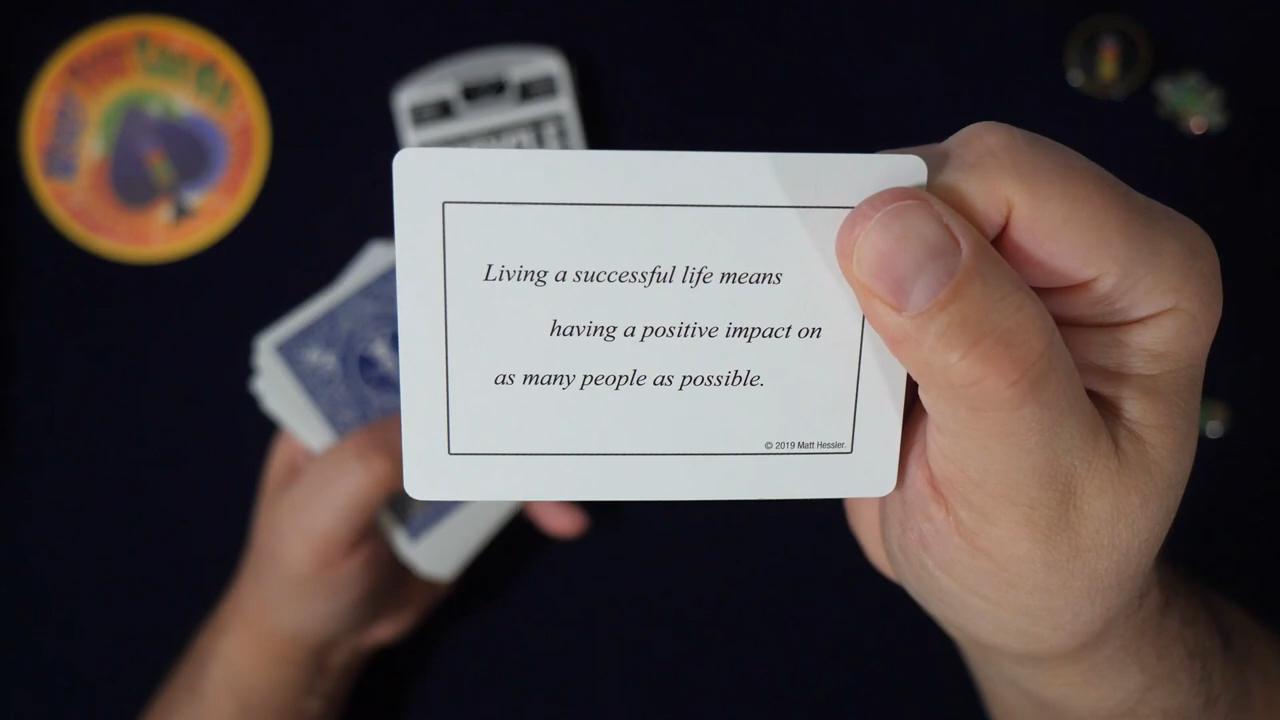 Living a successful life means
having a positive impact on
as many people as possible.
© 2019 Matt Hessler.